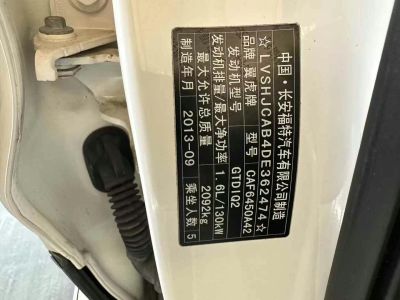 中国·长安福特汽车有限公司制造
☆LVSHJCAB4DE362474☆
品牌 翼虎牌 型号 CAF6450A42
发动机型号 GTDIQ2
发动机排量/最大净功率 1.6L/130kW
最大允许总质量 2092kg
制造年月 2013-09 乘坐人数 5